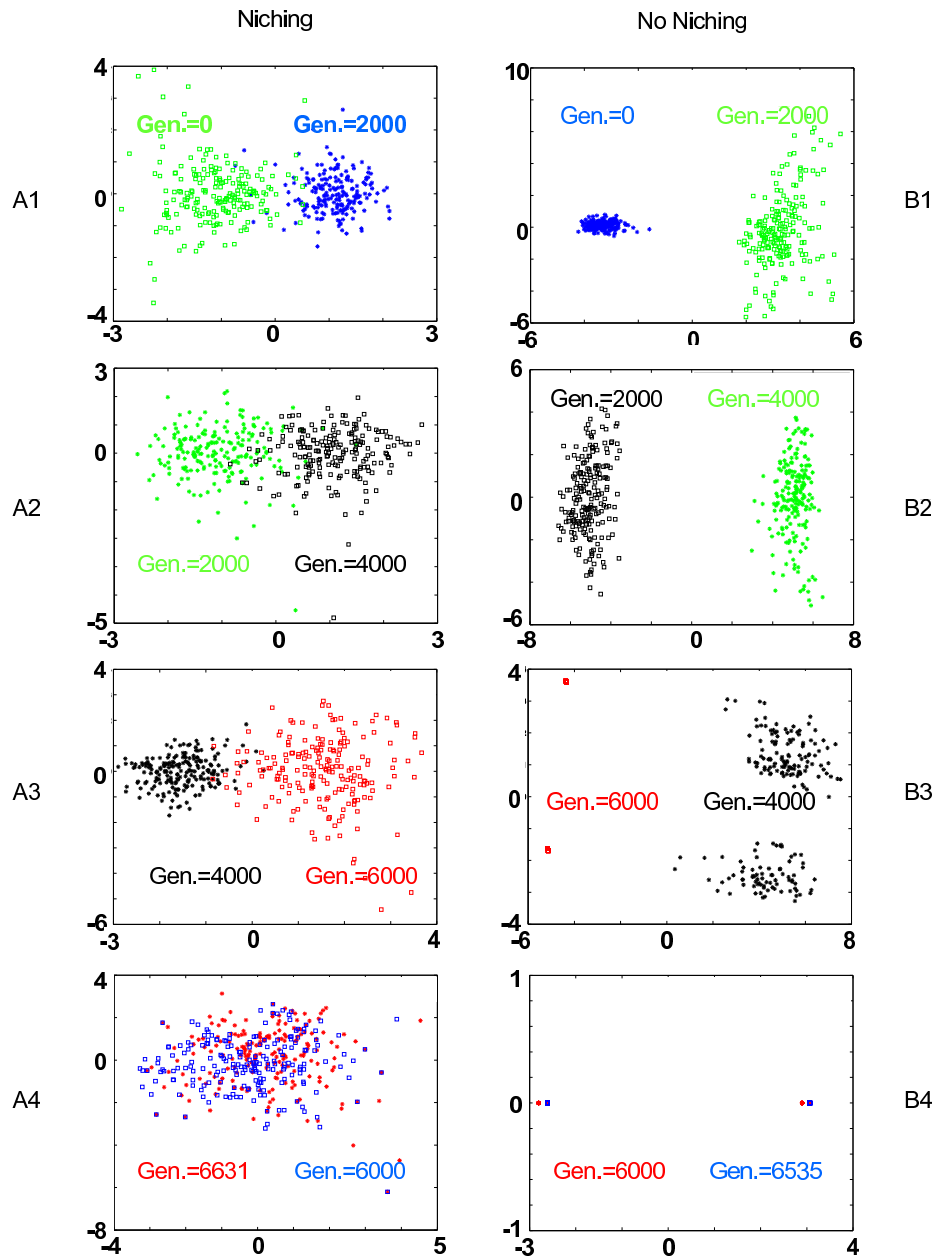 Niching
No Niching
A1
4
0
-4
-3
0
3
Gen.=0
Gen.=2000
10
0
-6
-6
0
6
Gen.=0
Gen.=2000
B1
A2
3
0
-5
-3
0
3
Gen.=2000
Gen.=4000
6
0
-6
-8
0
8
Gen.=2000
Gen.=4000
B2
A3
4
0
-6
-3
0
4
Gen.=4000
Gen.=6000
4
0
-4
-6
0
8
Gen.=6000
Gen.=4000
B3
A4
4
0
-8
-4
0
5
Gen.=6631
Gen.=6000
1
0
-1
-3
0
4
Gen.=6000
Gen.=6535
B4